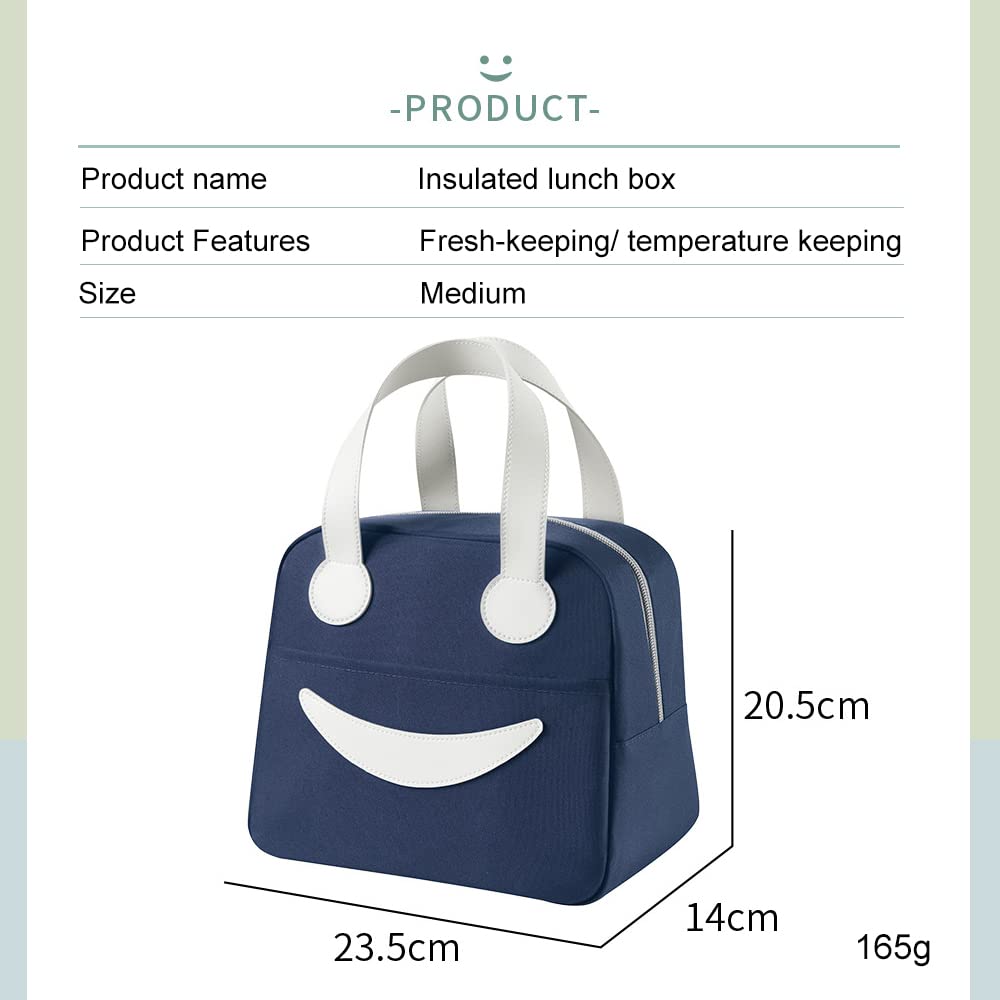 -PRODUCT-
Product name Insulated lunch box
Product Features Fresh-keeping/ temperature keeping
Size Medium
20.5cm
14cm
23.5cm
165g